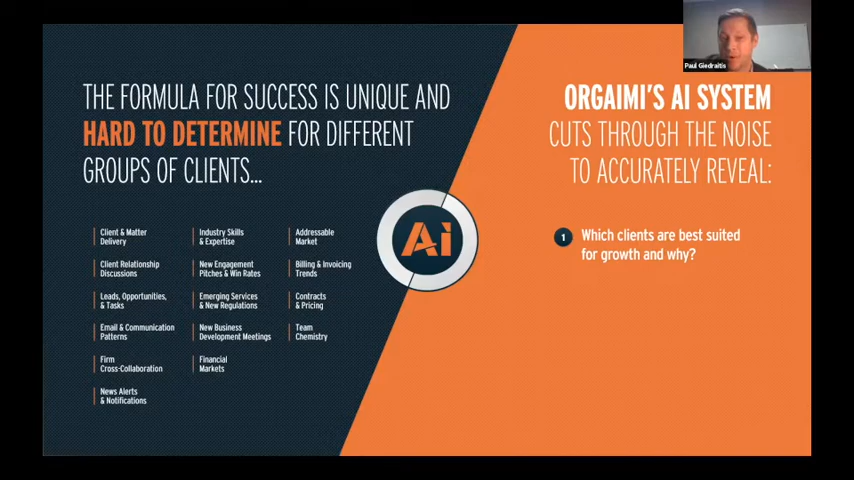 Paul Giedraitis
THE FORMULA FOR SUCCESS IS UNIQUE AND
HARD TO DETERMINE FOR DIFFERENT
GROUPS OF CLIENTS...
Client & Matter
Delivery
Client Relationship
Discussions
Leads, Opportunities,
& Tasks
Email & Communication
Patterns
Firm
Cross-Collaboration
News Alerts
& Notifications
Industry Skills
& Expertise
New Engagement
Pitches & Win Rates
Emerging Services
& New Regulations
New Business
Development Meetings
Financial
Markets
Addressable
Market
Billing & Invoicing
Trends
Contracts
& Pricing
Team
Chemistry
Ai
ORGAIMI'S AI SYSTEM
CUTS THROUGH THE NOISE
TO ACCURATELY REVEAL:
1
Which clients are best suited
for growth and why?